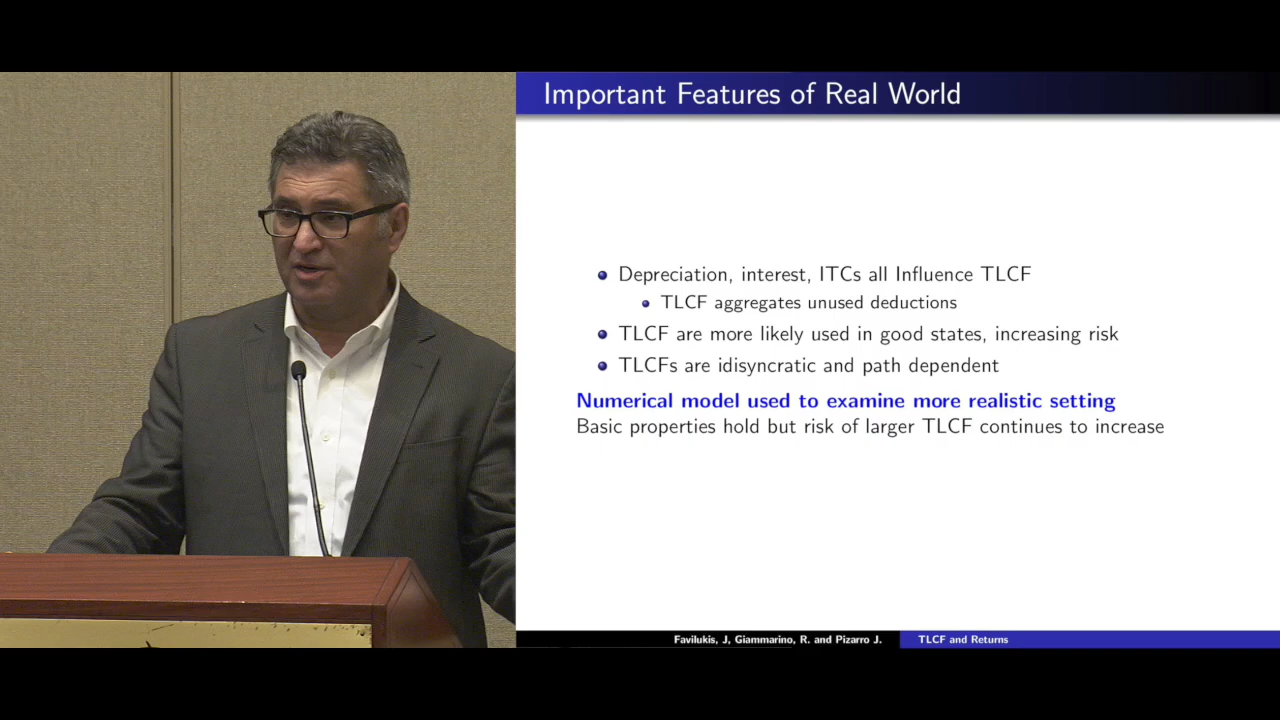 Important Features of Real World
Depreciation, interest, ITCs all Influence TLCF
TLCF aggregates unused deductions
TLCF are more likely used in good states, increasing risk
TLCFs are idisyncratic and path dependent
Numerical model used to examine more realistic setting
Basic properties hold but risk of larger TLCF continues to increase
Favilukis, J, Giammarino, R. and Pizarro J.
TLCF and Returns